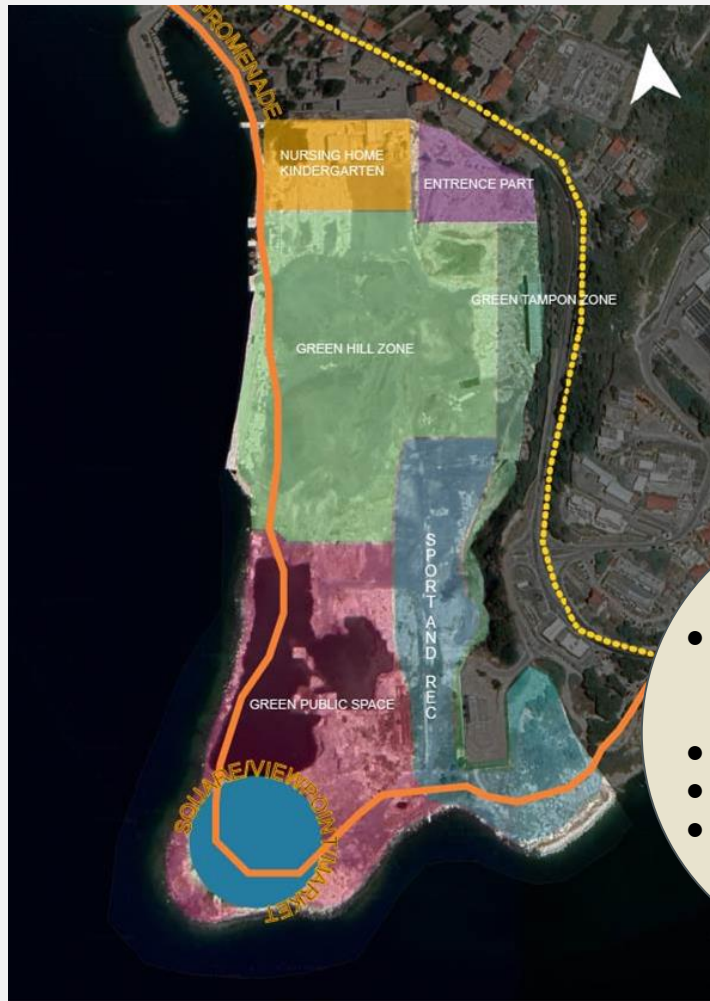 PROMENADE
NURSING HOME
KINDERGARTEN
ENTRENCE PART
GREEN TAMPON ZONE
GREEN HILL ZONE
SPORT AND REC
GREEN PUBLIC SPACE
SQUARE/VIEWPOINT/MARKET